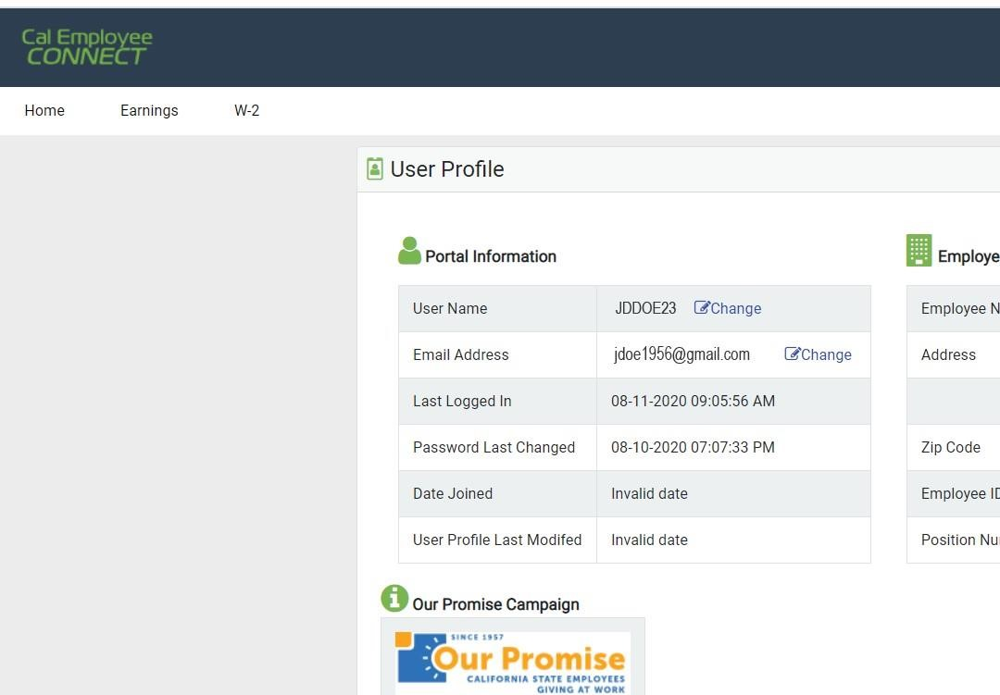 Cal Employee
CONNECT
Home Earnings W-2
User Profile
Portal Information
User Name JDDOE23 Change
Email Address jdoe1956@gmail.com Change
Last Logged In 08-11-2020 09:05:56 AM
Password Last Changed 08-10-2020 07:07:33 PM
Date Joined Invalid date
User Profile Last Modifed Invalid date
Employe
Employee N
Address
Zip Code
Employee ID
Position Nu
Our Promise Campaign
SINCE 1957
Our Promise
CALIFORNIA STATE EMPLOYEES
GIVING AT WORK